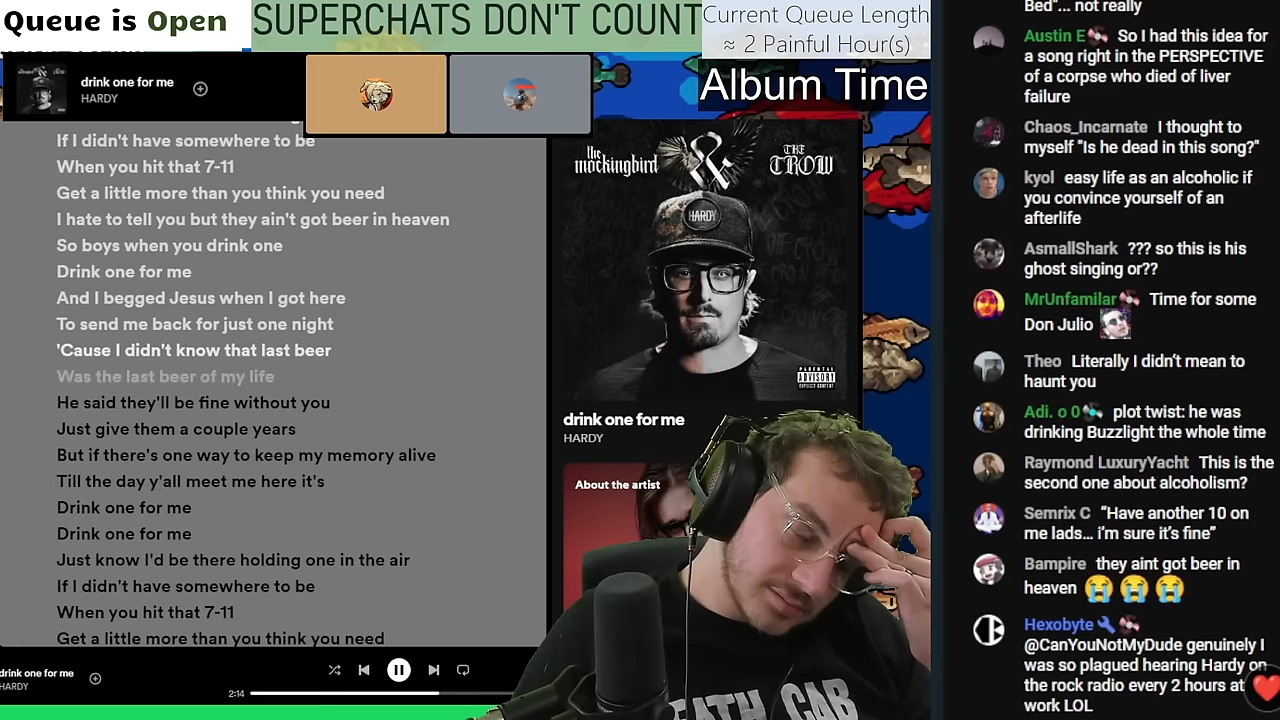 Queue is Open
SUPERCHATS DON'T COUNT
Current Queue Length
≈ 2 Painful Hour(s)
Album Time
drink one for me
HARDY
If I didn't have somewhere to be
When you hit that 7-11
Get a little more than you think you need
I hate to tell you but they ain't got beer in heaven
So boys when you drink one
Drink one for me
And I begged Jesus when I got here
To send me back for just one night
'Cause I didn't know that last beer
Was the last beer of my life
He said they'll be fine without you
Just give them a couple years
But if there's one way to keep my memory alive
Till the day y'all meet me here it's
Drink one for me
Drink one for me
Just know I'd be there holding one in the air
If I didn't have somewhere to be
When you hit that 7-11
Get a little more than you think you need
the mockingbird & THE CROW
HARDY
PARENTAL
ADVISORY
EXPLICIT CONTENT
drink one for me
HARDY
About the artist
drink one for me
HARDY
2:14
DEATH CAB
Bed"... not really
Austin E So I had this idea for
a song right in the PERSPECTIVE
of a corpse who died of liver
failure
Chaos_Incarnate I thought to
myself "Is he dead in this song?"
kyol easy life as an alcoholic if
you convince yourself of an
afterlife
AsmallShark ??? so this is his
ghost singing or??
MrUnfamilar Time for some
Don Julio
Theo Literally I didn't mean to
haunt you
Adi. o 0 plot twist: he was
drinking Buzzlight the whole time
Raymond LuxuryYacht This is the
second one about alcoholism?
Semrix C “Have another 10 on
me lads... i'm sure it's fine”
Bampire they aint got beer in
heaven 😭 😭 😭
Hexobyte
@CanYouNotMyDude genuinely I
was so plagued hearing Hardy on
the rock radio every 2 hours at
work LOL